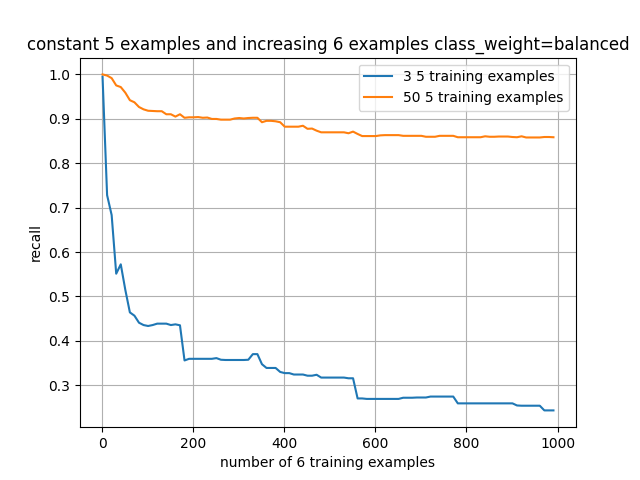 constant 5 examples and increasing 6 examples class_weight=balanced
3 5 training examples
50 5 training examples
recall
1.0
0.9
0.8
0.7
0.6
0.5
0.4
0.3
0 200 400 600 800 1000
number of 6 training examples